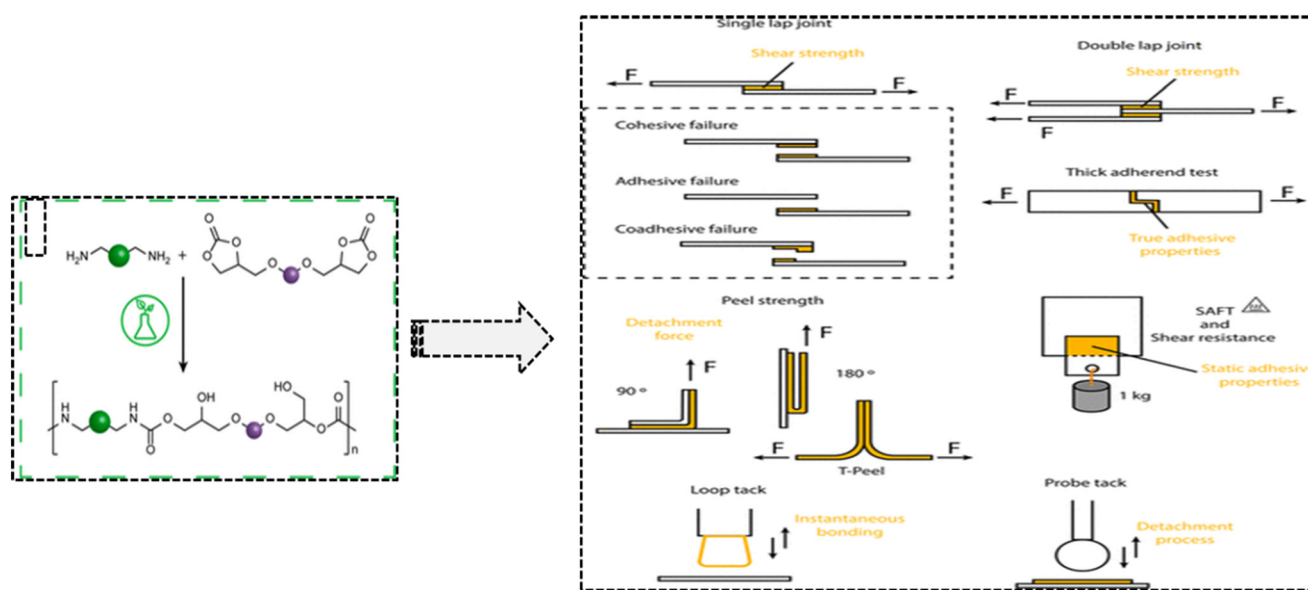 Single lap joint
Shear strength
F
F
Double lap joint
Shear strength
F
F
F
Cohesive failure
Adhesive failure
Coadhesive failure
Thick adherend test
F
F
True adhesive
properties
H₂N
NH₂
+
O
O
O
O
O
O
O
O
Peel strength
Detachment
force
F
90 °
F
180 °
F
F
T-Peel
SAFT
and
Shear resistance
Static adhesive
properties
1 kg
H
N
H
N
O
O
OH
O
O
HO
O
O
n
Loop tack
Instantaneous
bonding
Probe tack
Detachment
process